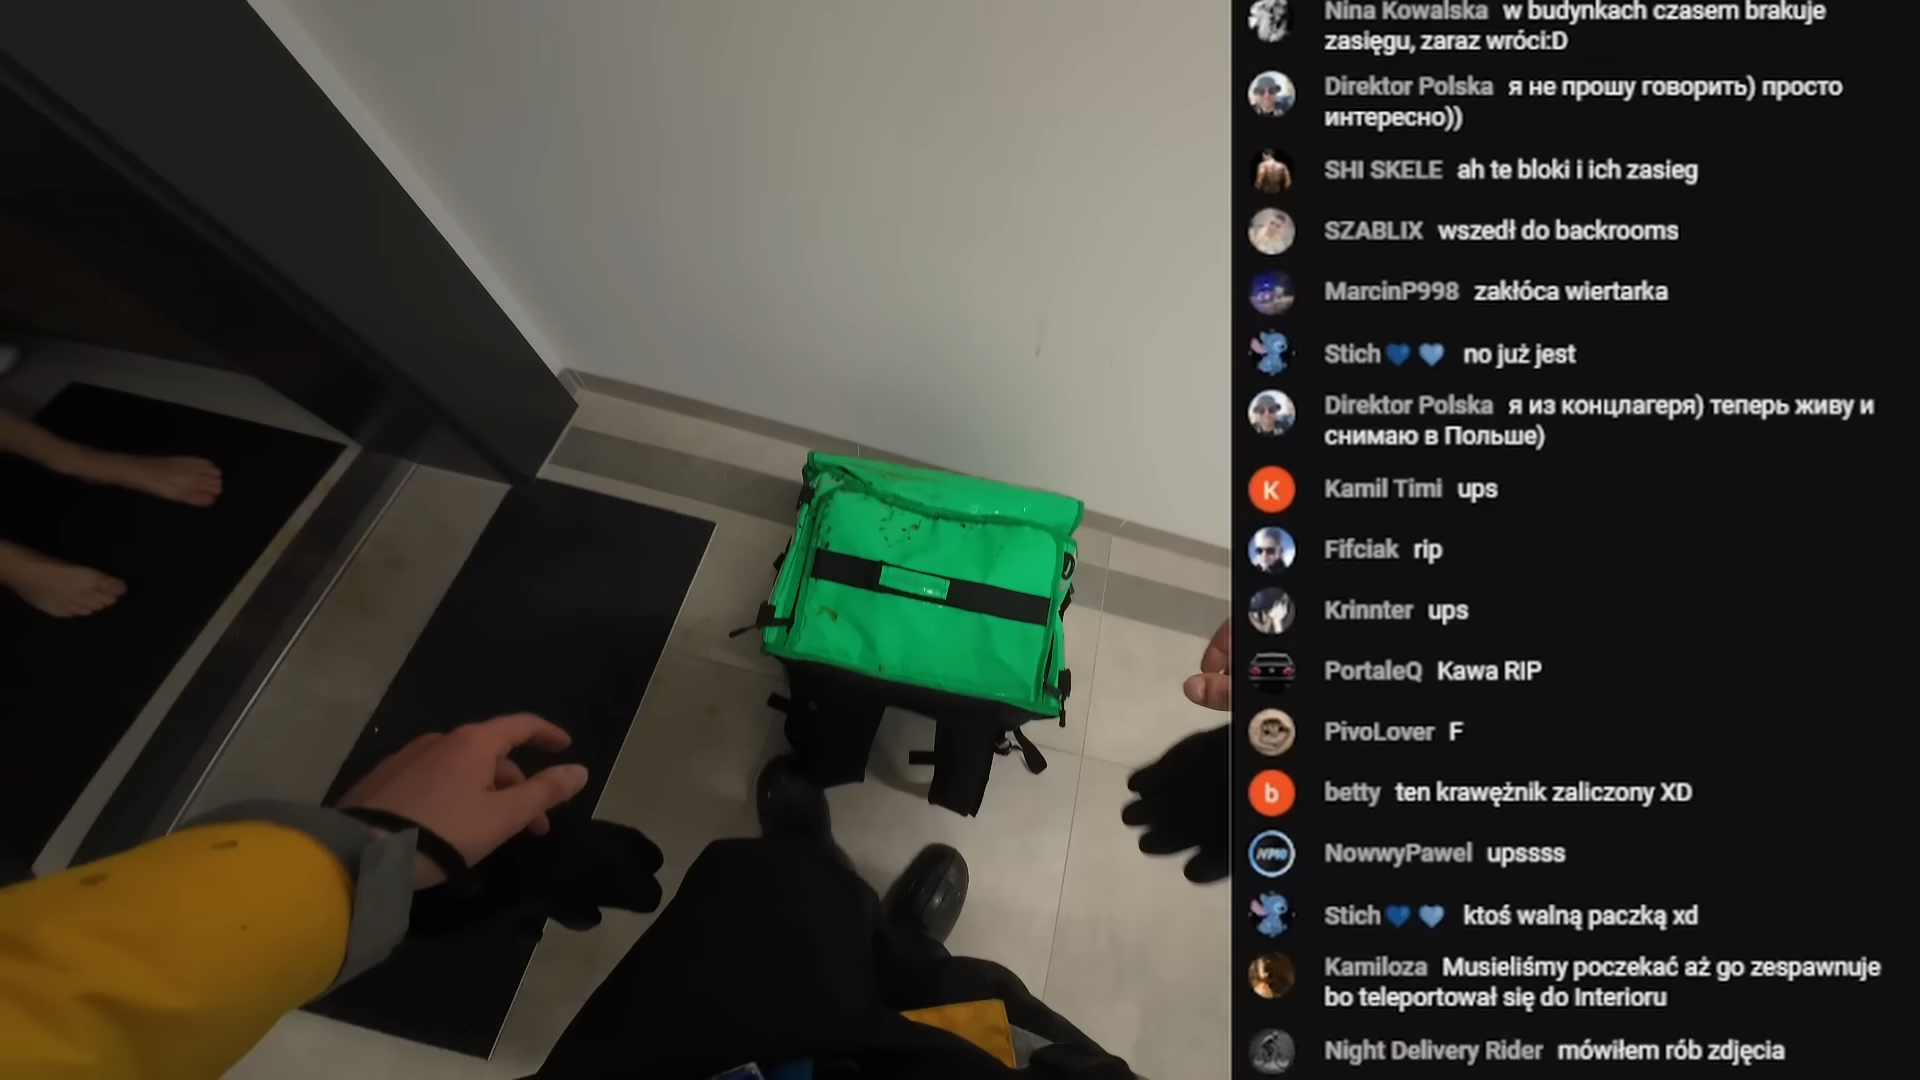 Nina Kowalska w budynkach czasem brakuje
zasięgu, zaraz wróci:D
Direktor Polska я не прошу говорить) просто
интересно))
SHI SKELE ah te bloki i ich zasieg
SZABLIX wszedł do backrooms
MarcinP998 zakłóca wiertarka
Stich💙🩵 no już jest
Direktor Polska я из концлагеря) теперь живу и
снимаю в Польше)
K Kamil Timi ups
Fifciak rip
Krinnter ups
PortaleQ Kawa RIP
PivoLover F
b betty ten krawężnik zaliczony XD
NowwyPawel upssss
Stich💙🩵 ktoś walną paczką xd
Kamiloza Musieliśmy poczekać aż go zespawnuje
bo teleportował się do Interioru
Night Delivery Rider mówiłem rób zdjęcia